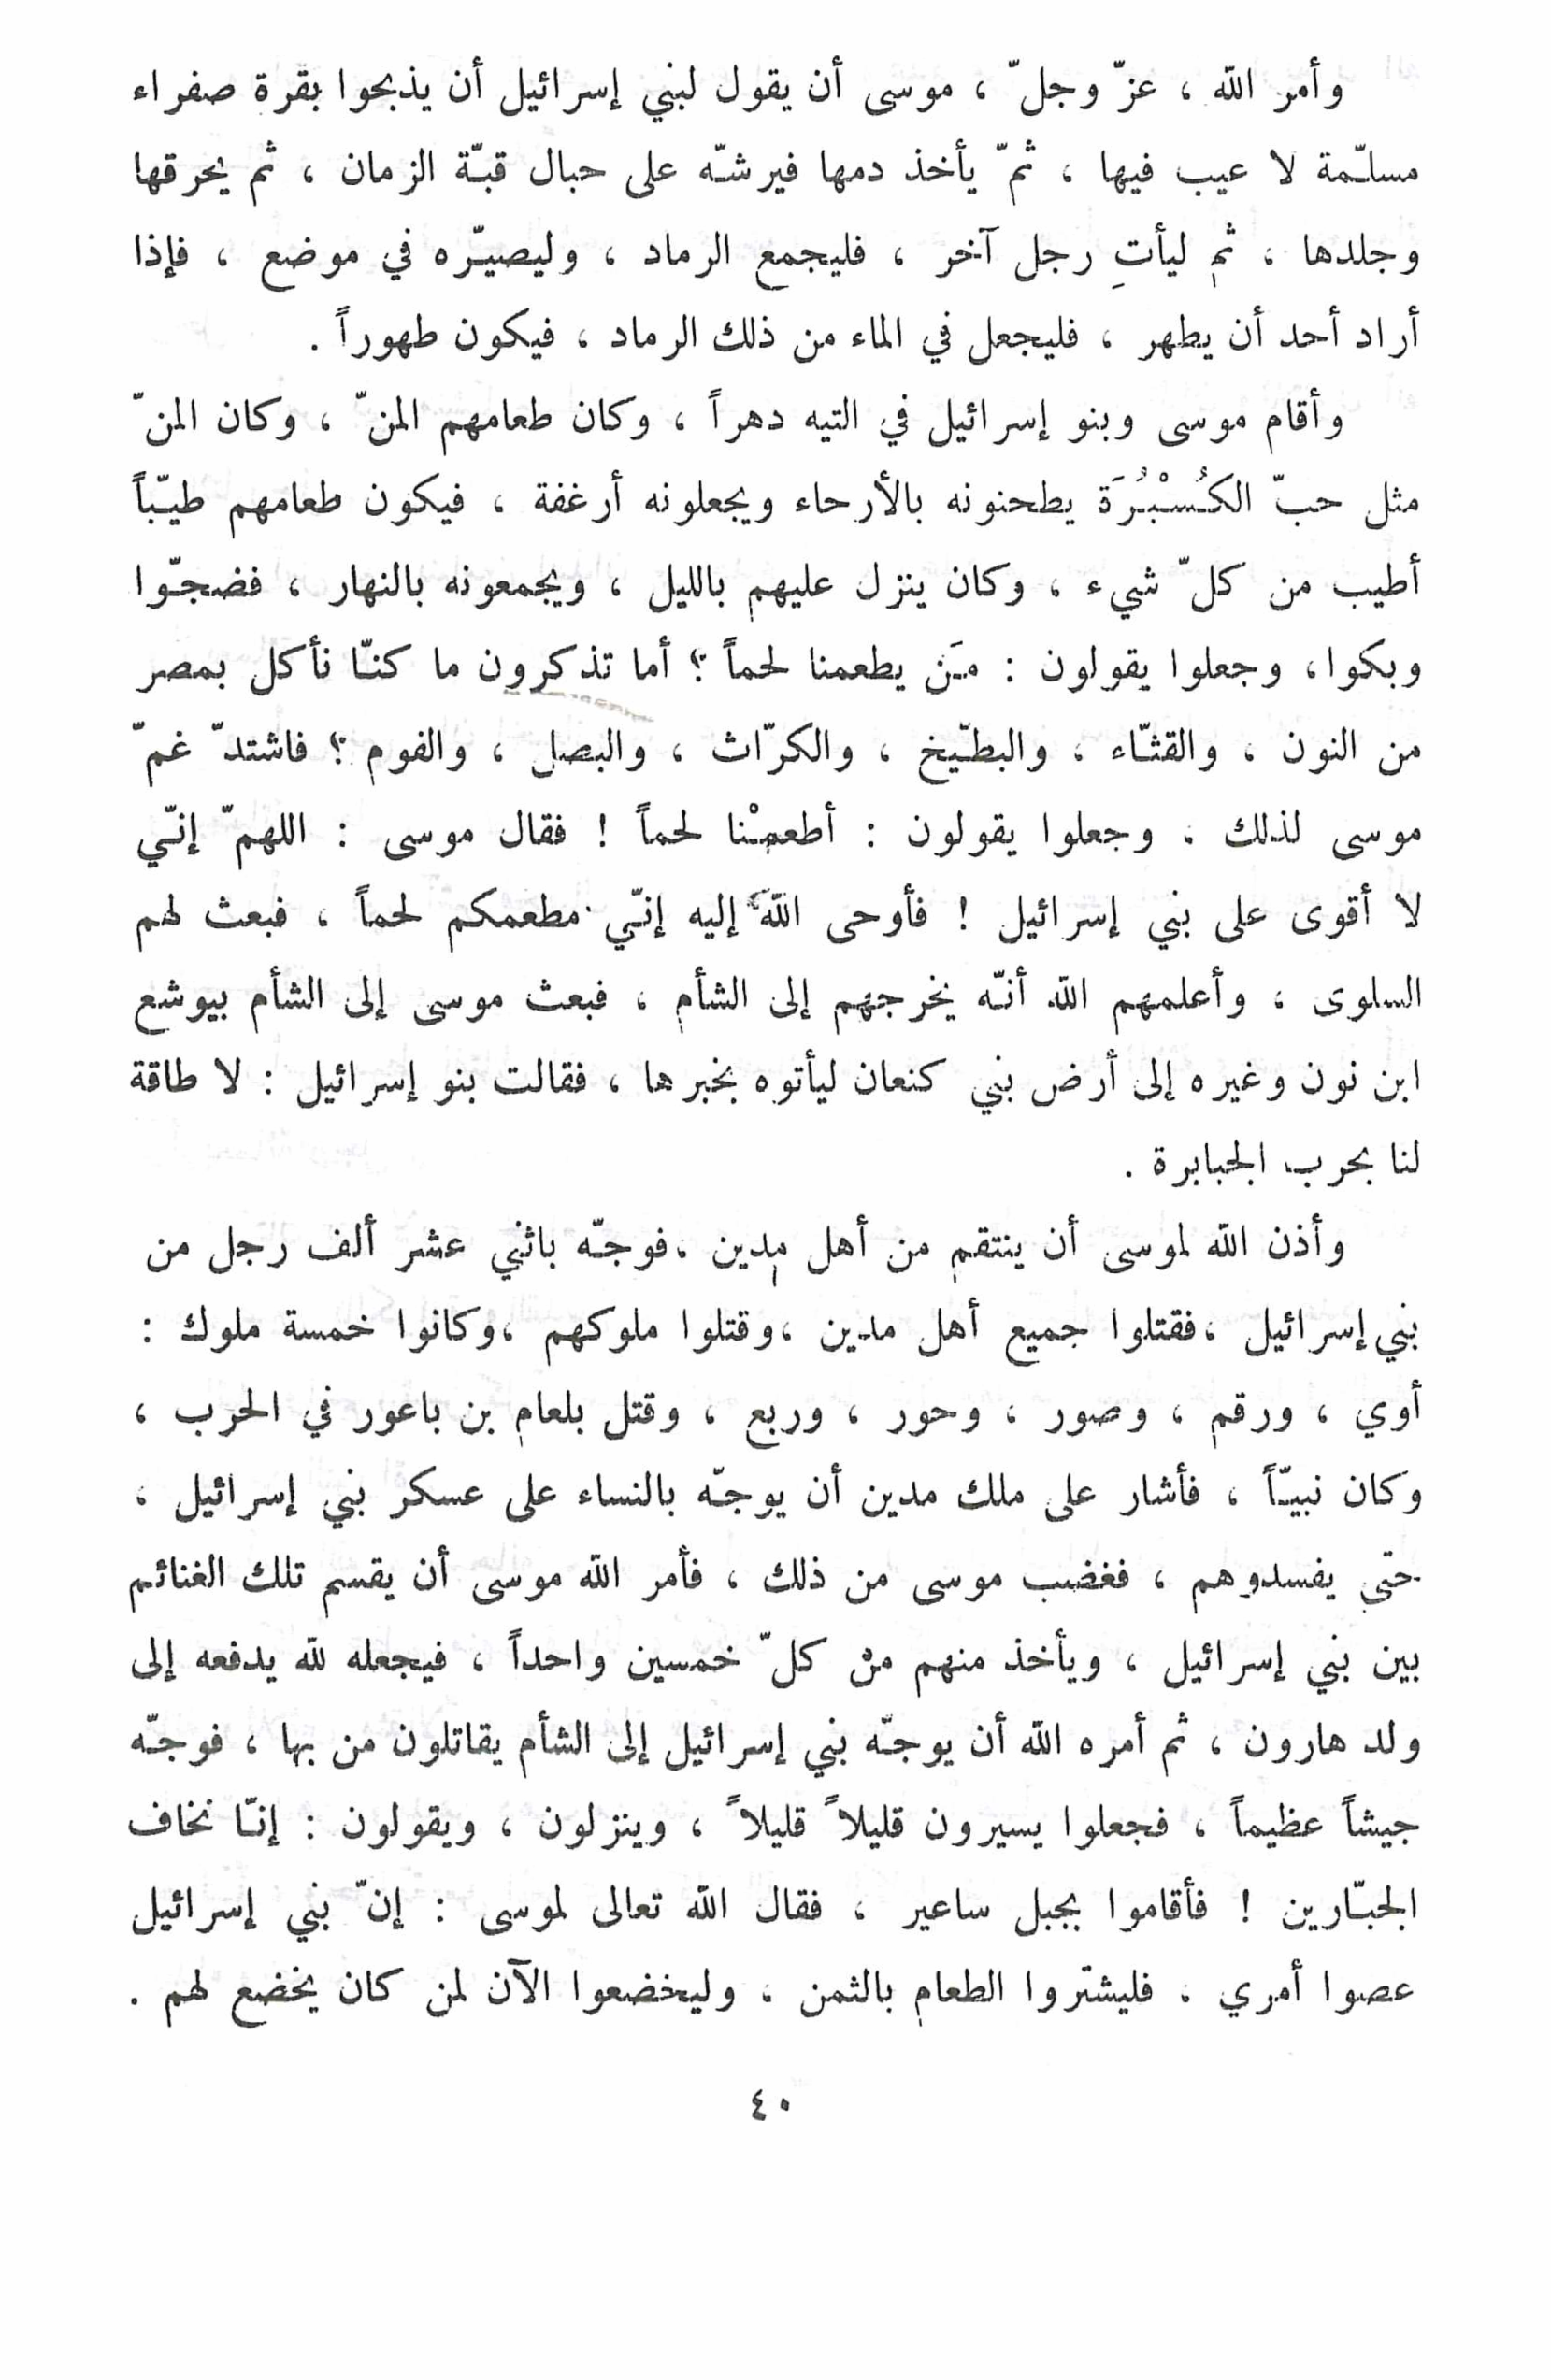 وأمر الله ، عزّ وجلّ ، موسى أن يقول لبني إسرائيل أن يذبحوا بقرة صفراء
مسلّمة لا عيب فيها ، ثمّ يأخذ دمها فيرشّه على حبال قبّة الزمان ، ثم يحرقها
وجلدها ، ثم ليأتِ رجل آخر ، فليجمع الرماد ، وليصيّره في موضع ، فإذا
أراد أحد أن يطهر ، فليجعل في الماء من ذلك الرماد ، فيكون طهوراً .
وأقام موسى وبنو إسرائيل في التيه دهراً ، وكان طعامهم المنّ ، وكان المنّ
مثل حبّ الكُسْبُرَة يطحنونه بالأرحاء ويجعلونه أرغفة ، فيكون طعامهم طيّباً
أطيب من كلّ شيء ، وكان ينزل عليهم بالليل ، ويجمعونه بالنهار ، فضجّوا
وبكوا ، وجعلوا يقولون : مَن يطعمنا لحماً ؟ أما تذكرون ما كنّا نأكل بمصر
من النون ، والقثّاء ، والبطّيخ ، والكرّاث ، والبصل ، والفوم ؟ فاشتدّ غمّ
موسى لذلك ، وجعلوا يقولون : أطعمْنا لحماً ! فقال موسى : اللهمّ إنّي
لا أقوى على بني إسرائيل ! فأوحى الله إليه إنّي مطعمكم لحماً ، فبعث لهم
السلوى ، وأعلمهم الله أنّه يخرجهم إلى الشأم ، فبعث موسى إلى الشأم بيوشع
ابن نون وغيره إلى أرض بني كنعان ليأتوه بخبرها ، فقالت بنو إسرائيل : لا طاقة
لنا بحرب الجبابرة .
وأذن الله لموسى أن ينتقم من أهل مدين ، فوجّه باثني عشر ألف رجل من
بني إسرائيل ، فقتلوا جميع أهل مدين ، وقتلوا ملوكهم ، وكانوا خمسة ملوك :
أوي ، ورقم ، وصور ، وحور ، وربع ، وقتل بلعام بن باعور في الحرب ،
وكان نبيّاً ، فأشار على ملك مدين أن يوجّه بالنساء على عسكر بني إسرائيل ،
حتى يفسدوهم ، فغضب موسى من ذلك ، فأمر الله موسى أن يقسم تلك الغنائم
بين بني إسرائيل ، ويأخذ منهم من كلّ خمسين واحداً ، فيجعله لله يدفعه إلى
ولد هارون ، ثم أمره الله أن يوجّه بني إسرائيل إلى الشأم يقاتلون من بها ، فوجّه
جيشاً عظيماً ، فجعلوا يسيرون قليلاً قليلاً ، وينزلون ، ويقولون : إنّا نخاف
الجبّارين ! فأقاموا بجبل ساعير ، فقال الله تعالى لموسى : إنّ بني إسرائيل
عصوا أمري ، فليشتروا الطعام بالثمن ، وليخضعوا الآن لمن كان يخضع لهم .
٤٠